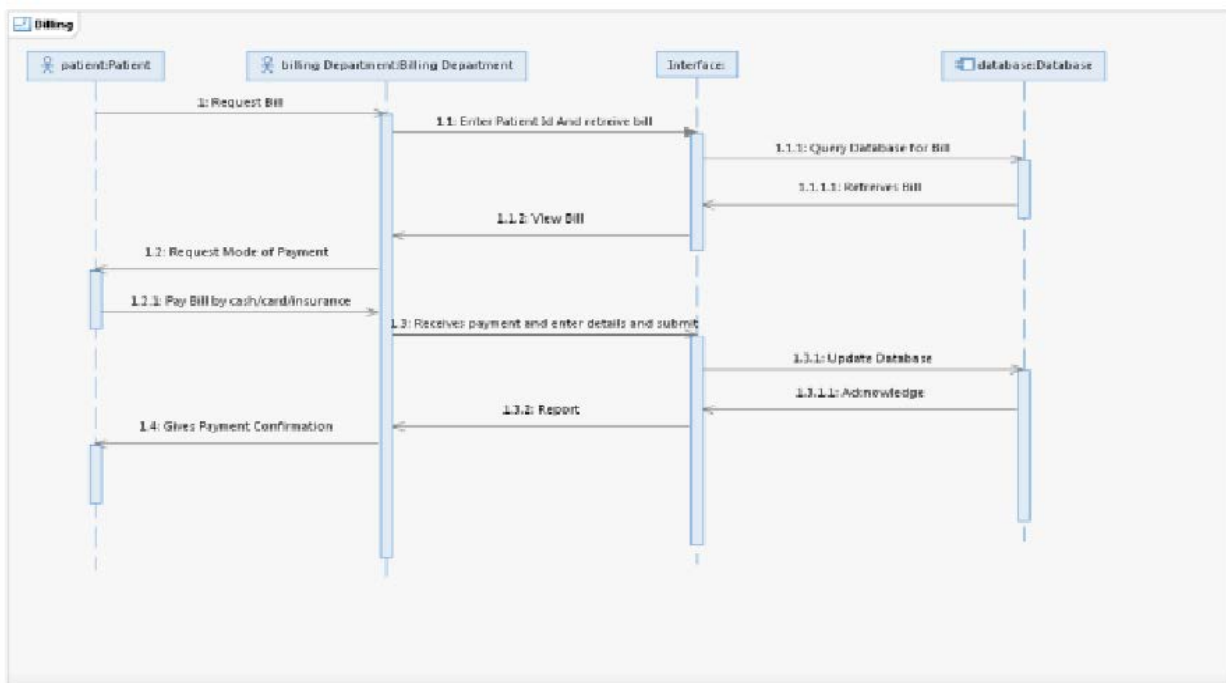 Billing
patient:Patient
billing Department:Billing Department
Interface:
database:Database
1: Request Bill
1.1: Enter Patient Id And retreive bill
1.1.1: Query Database for Bill
1.1.1.1: Retreives Bill
1.1.2: View Bill
1.2: Request Mode of Payment
1.2.1: Pay Bill by cash/card/insurance
1.3: Receives payment and enter details and submit
1.3.1: Update Database
1.3.1.1: Acknowledge
1.3.2: Report
1.4: Gives Payment Confirmation